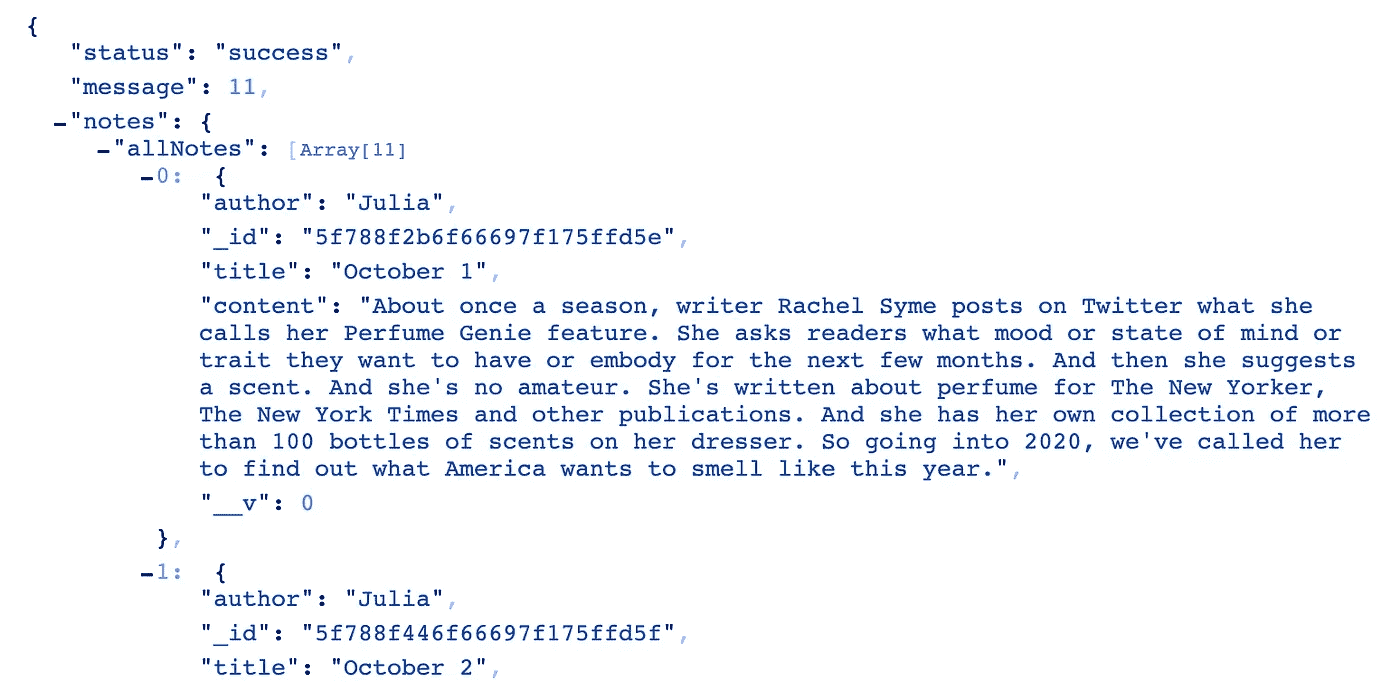 {
"status": "success",
"message": 11,
–"notes": {
–"allNotes": [Array[11]
–0: {
"author": "Julia",
"_id": "5f788f2b6f66697f175ffd5e",
"title": "October 1",
"content": "About once a season, writer Rachel Syme posts on Twitter what she
calls her Perfume Genie feature. She asks readers what mood or state of mind or
trait they want to have or embody for the next few months. And then she suggests
a scent. And she's no amateur. She's written about perfume for The New Yorker,
The New York Times and other publications. And she has her own collection of more
than 100 bottles of scents on her dresser. So going into 2020, we've called her
to find out what America wants to smell like this year.",
"__v": 0
},
–1: {
"author": "Julia",
"_id": "5f788f446f66697f175ffd5f",
"title": "October 2",